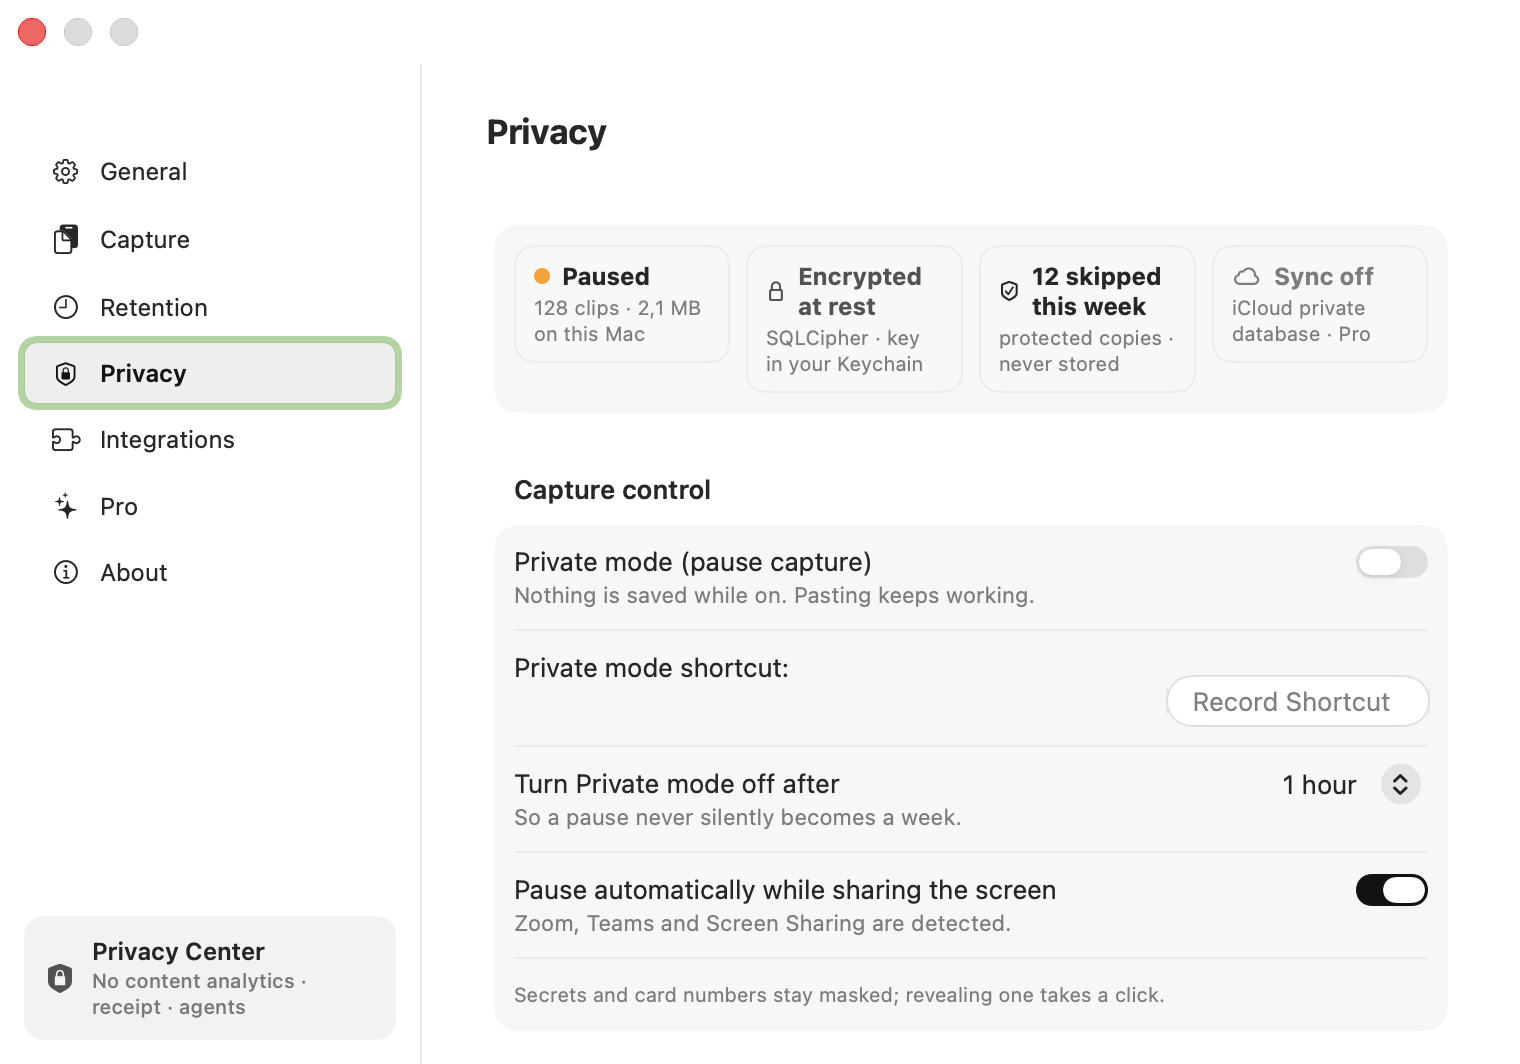 General
Capture
Retention
Privacy
Integrations
Pro
About
Privacy Center
No content analytics ·
receipt · agents
Privacy
Paused
128 clips · 2,1 MB
on this Mac
Encrypted
at rest
SQLCipher · key
in your Keychain
12 skipped
this week
protected copies ·
never stored
Sync off
iCloud private
database · Pro
Capture control
Private mode (pause capture)
Nothing is saved while on. Pasting keeps working.
Private mode shortcut:
Record Shortcut
Turn Private mode off after
1 hour
So a pause never silently becomes a week.
Pause automatically while sharing the screen
Zoom, Teams and Screen Sharing are detected.
Secrets and card numbers stay masked; revealing one takes a click.